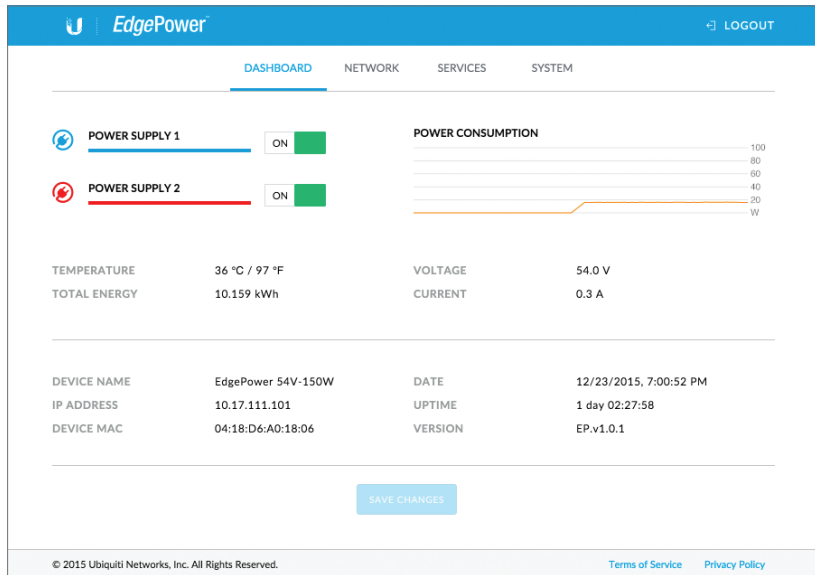 EdgePower™
LOGOUT
DASHBOARD NETWORK SERVICES SYSTEM
POWER SUPPLY 1
ON
POWER SUPPLY 2
ON
POWER CONSUMPTION
100
80
60
40
20
W
TEMPERATURE 36 °C / 97 °F VOLTAGE 54.0 V
TOTAL ENERGY 10.159 kWh CURRENT 0.3 A
DEVICE NAME EdgePower 54V-150W DATE 12/23/2015, 7:00:52 PM
IP ADDRESS 10.17.111.101 UPTIME 1 day 02:27:58
DEVICE MAC 04:18:D6:A0:18:06 VERSION EP.v1.0.1
SAVE CHANGES
© 2015 Ubiquiti Networks, Inc. All Rights Reserved. Terms of Service Privacy Policy